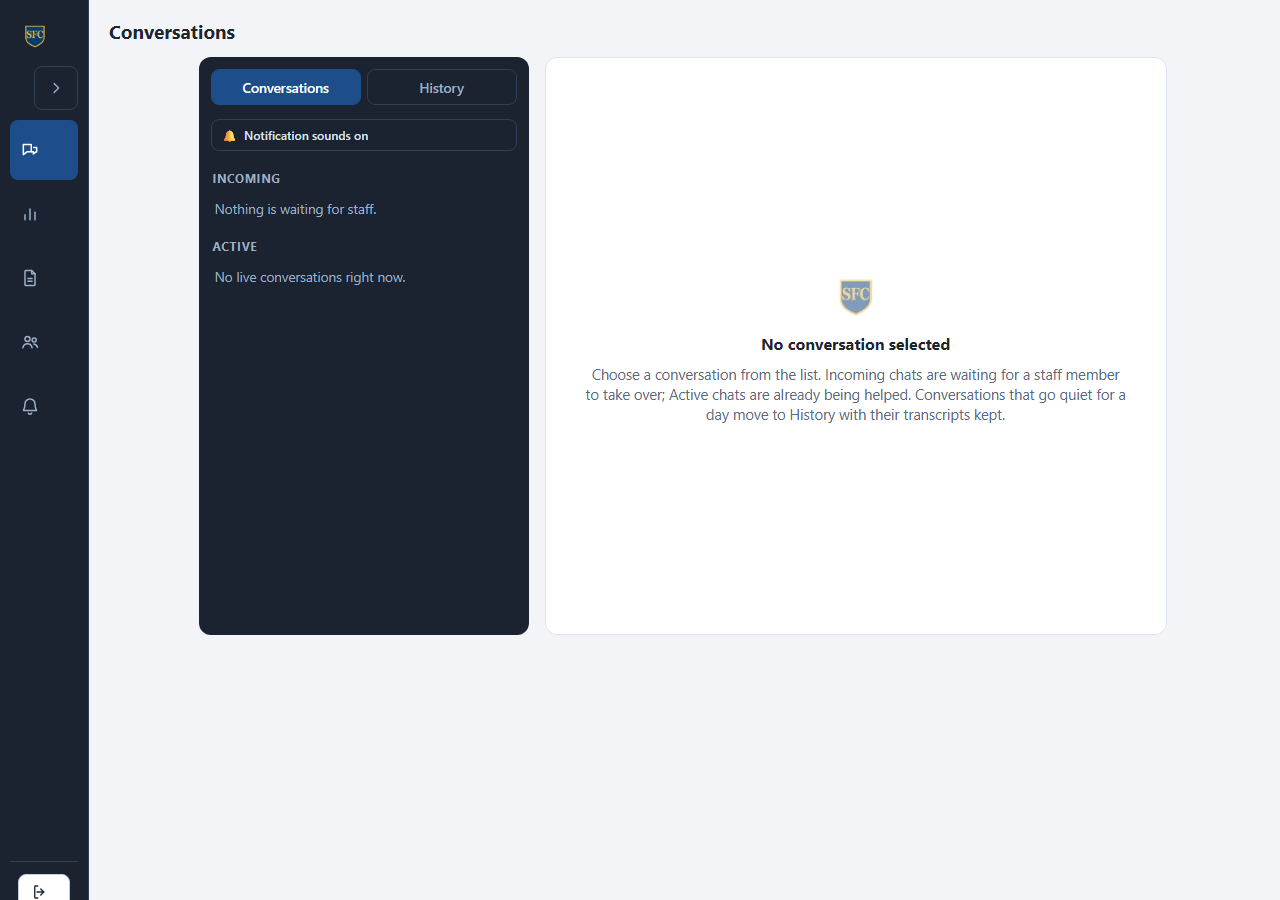 SFC
Conversations
Conversations
History
Notification sounds on
INCOMING
Nothing is waiting for staff.
ACTIVE
No live conversations right now.
SFC
No conversation selected
Choose a conversation from the list. Incoming chats are waiting for a staff member
to take over; Active chats are already being helped. Conversations that go quiet for a
day move to History with their transcripts kept.